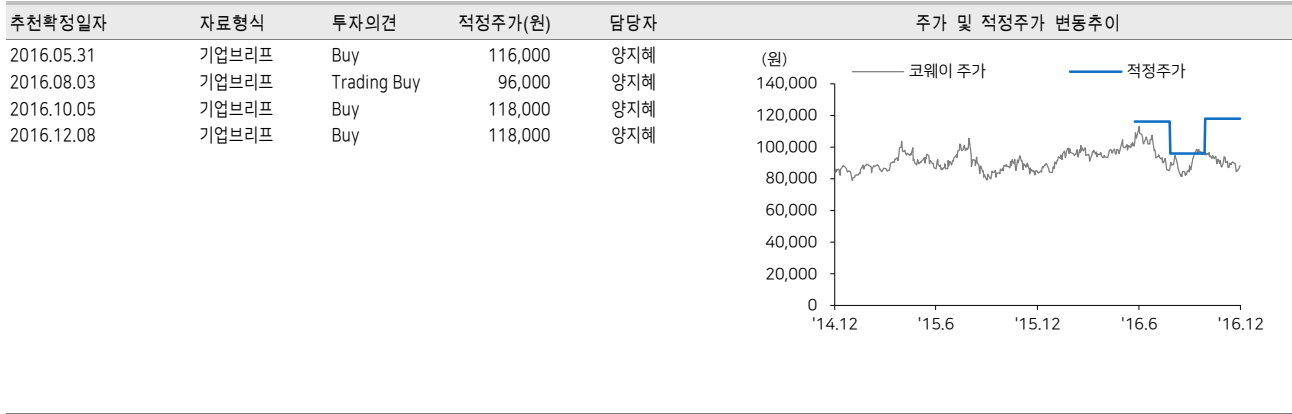 추천확정일자 자료형식 투자의견 적정주가(원) 담당자 주가 및 적정주가 변동추이
2016.05.31 기업브리프 Buy 116,000 양지혜
2016.08.03 기업브리프 Trading Buy 96,000 양지혜
2016.10.05 기업브리프 Buy 118,000 양지혜
2016.12.08 기업브리프 Buy 118,000 양지혜
(원)
코웨이 주가 적정주가
140,000
120,000
100,000
80,000
60,000
40,000
20,000
0
'14.12 '15.6 '15.12 '16.6 '16.12